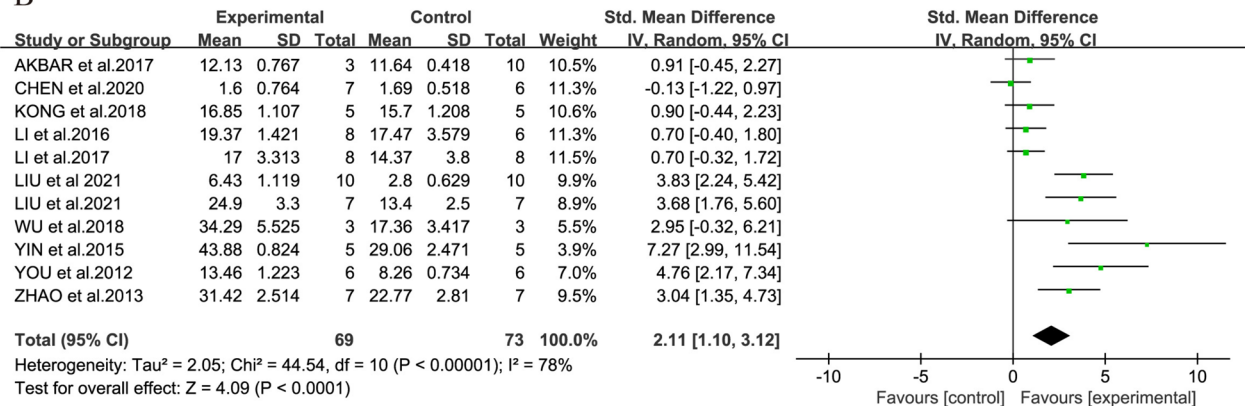 B
Experimental Control Std. Mean Difference Std. Mean Difference
Study or Subgroup Mean SD Total Mean SD Total Weight IV, Random, 95% CI IV, Random, 95% CI
AKBAR et al.2017 12.13 0.767 3 11.64 0.418 10 10.5% 0.91 [-0.45, 2.27]
CHEN et al.2020 1.6 0.764 7 1.69 0.518 6 11.3% -0.13 [-1.22, 0.97]
KONG et al.2018 16.85 1.107 5 15.7 1.208 5 10.6% 0.90 [-0.44, 2.23]
LI et al.2016 19.37 1.421 8 17.47 3.579 6 11.3% 0.70 [-0.40, 1.80]
LI et al.2017 17 3.313 8 14.37 3.8 8 11.5% 0.70 [-0.32, 1.72]
LIU et al 2021 6.43 1.119 10 2.8 0.629 10 9.9% 3.83 [2.24, 5.42]
LIU et al.2021 24.9 3.3 7 13.4 2.5 7 8.9% 3.68 [1.76, 5.60]
WU et al.2018 34.29 5.525 3 17.36 3.417 3 5.5% 2.95 [-0.32, 6.21]
YIN et al.2015 43.88 0.824 5 29.06 2.471 5 3.9% 7.27 [2.99, 11.54]
YOU et al.2012 13.46 1.223 6 8.26 0.734 6 7.0% 4.76 [2.17, 7.34]
ZHAO et al.2013 31.42 2.514 7 22.77 2.81 7 9.5% 3.04 [1.35, 4.73]
Total (95% CI) 69 73 100.0% 2.11 [1.10, 3.12]
Heterogeneity: Tau² = 2.05; Chi² = 44.54, df = 10 (P < 0.00001); I² = 78%
Test for overall effect: Z = 4.09 (P < 0.0001)
-10 -5 0 5 10
Favours [control] Favours [experimental]